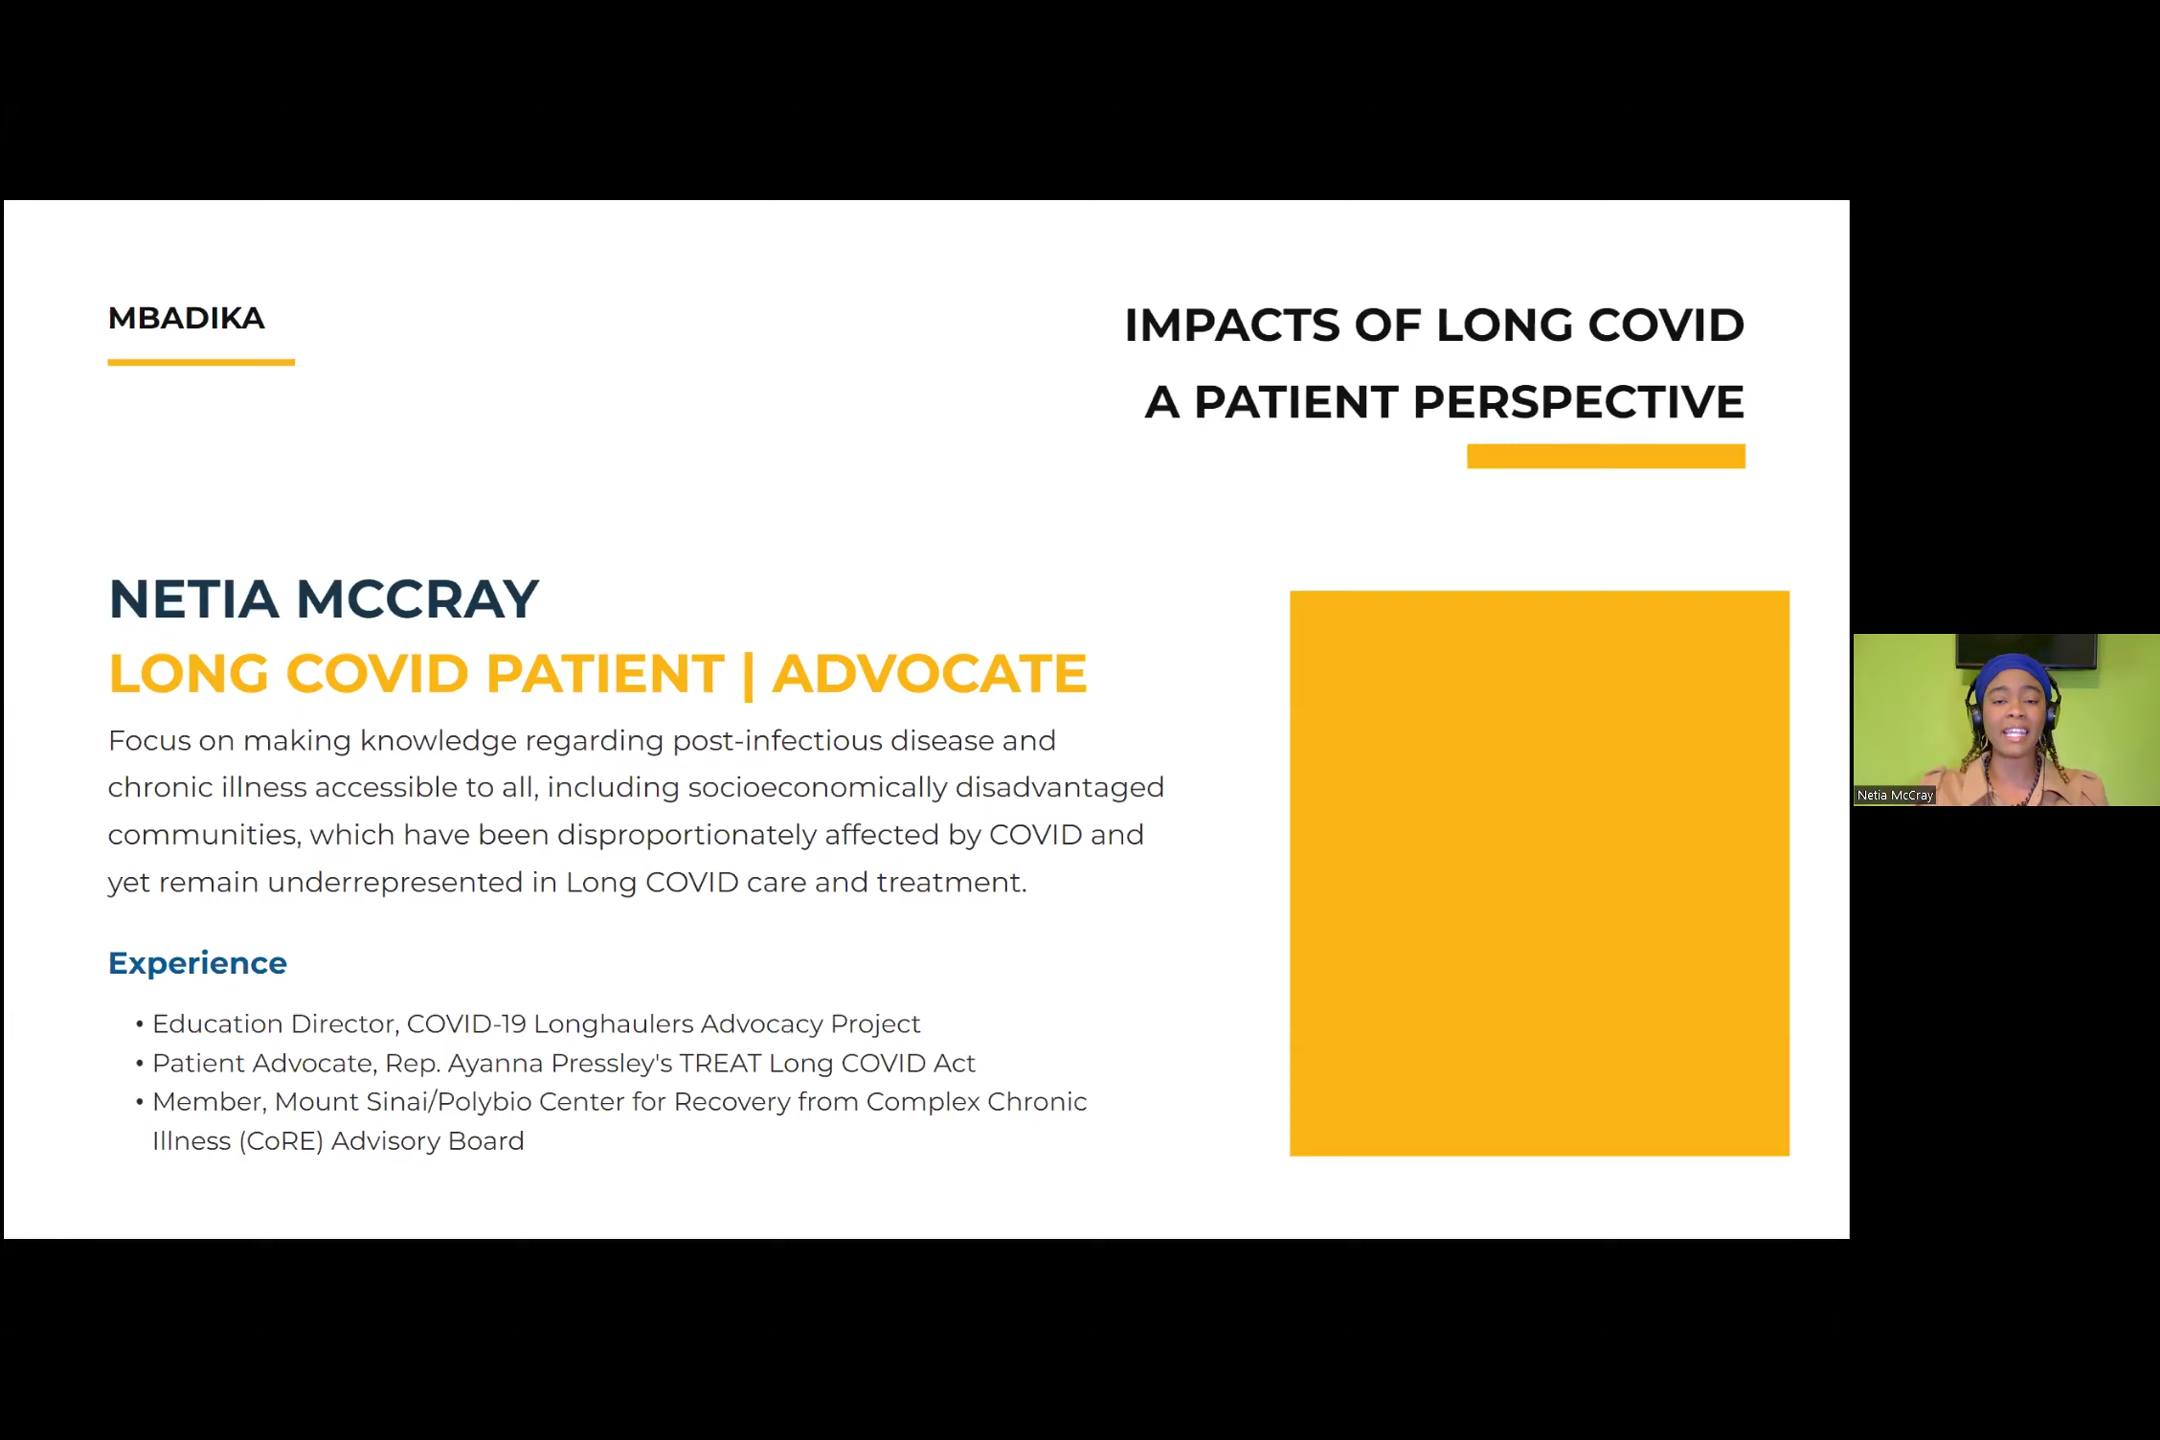 MBADIKA
IMPACTS OF LONG COVID
A PATIENT PERSPECTIVE
NETIA MCCRAY
LONG COVID PATIENT | ADVOCATE
Focus on making knowledge regarding post-infectious disease and
chronic illness accessible to all, including socioeconomically disadvantaged
communities, which have been disproportionately affected by COVID and
yet remain underrepresented in Long COVID care and treatment.
Experience
• Education Director, COVID-19 Longhaulers Advocacy Project
• Patient Advocate, Rep. Ayanna Pressley's TREAT Long COVID Act
• Member, Mount Sinai/Polybio Center for Recovery from Complex Chronic
Illness (CoRE) Advisory Board
Netia McCray